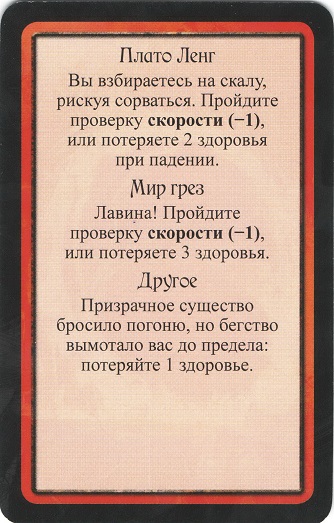 Плато Ленг
Вы взбираетесь на скалу,
рискуя сорваться. Пройдите
проверку скорости (−1),
или потеряете 2 здоровья
при падении.
Мир грез
Лавина! Пройдите
проверку скорости (−1),
или потеряете 3 здоровья.
Другое
Призрачное существо
бросило погоню, но бегство
вымотало вас до предела:
потеряйте 1 здоровье.